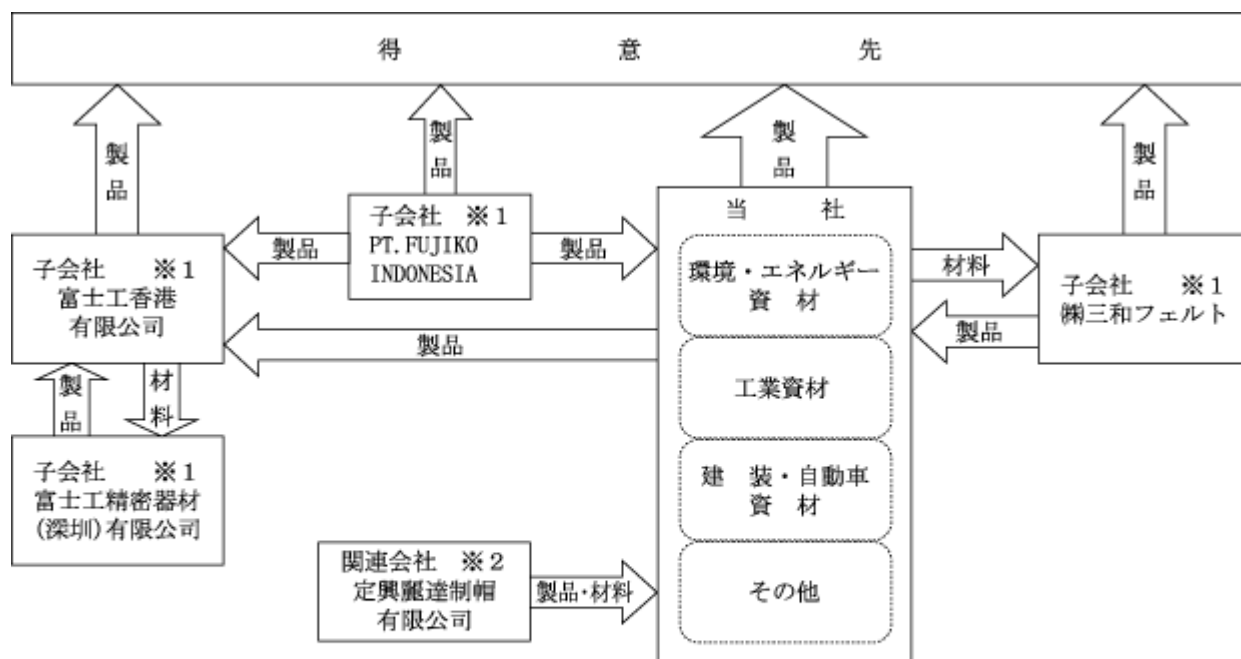 得意先
製品
製品
製品
製品
子会社 ※1
PT.FUJIKO
INDONESIA
製品
製品
当社
環境・エネルギー
資材
工業資材
建装・自動車
資材
その他
材料
製品
子会社 ※1
㈱三和フェルト
子会社 ※1
富士工香港
有限公司
製品
製品
材料
子会社 ※1
富士工精密器材
(深圳)有限公司
関連会社 ※2
定興麗達制帽
有限公司
製品・材料